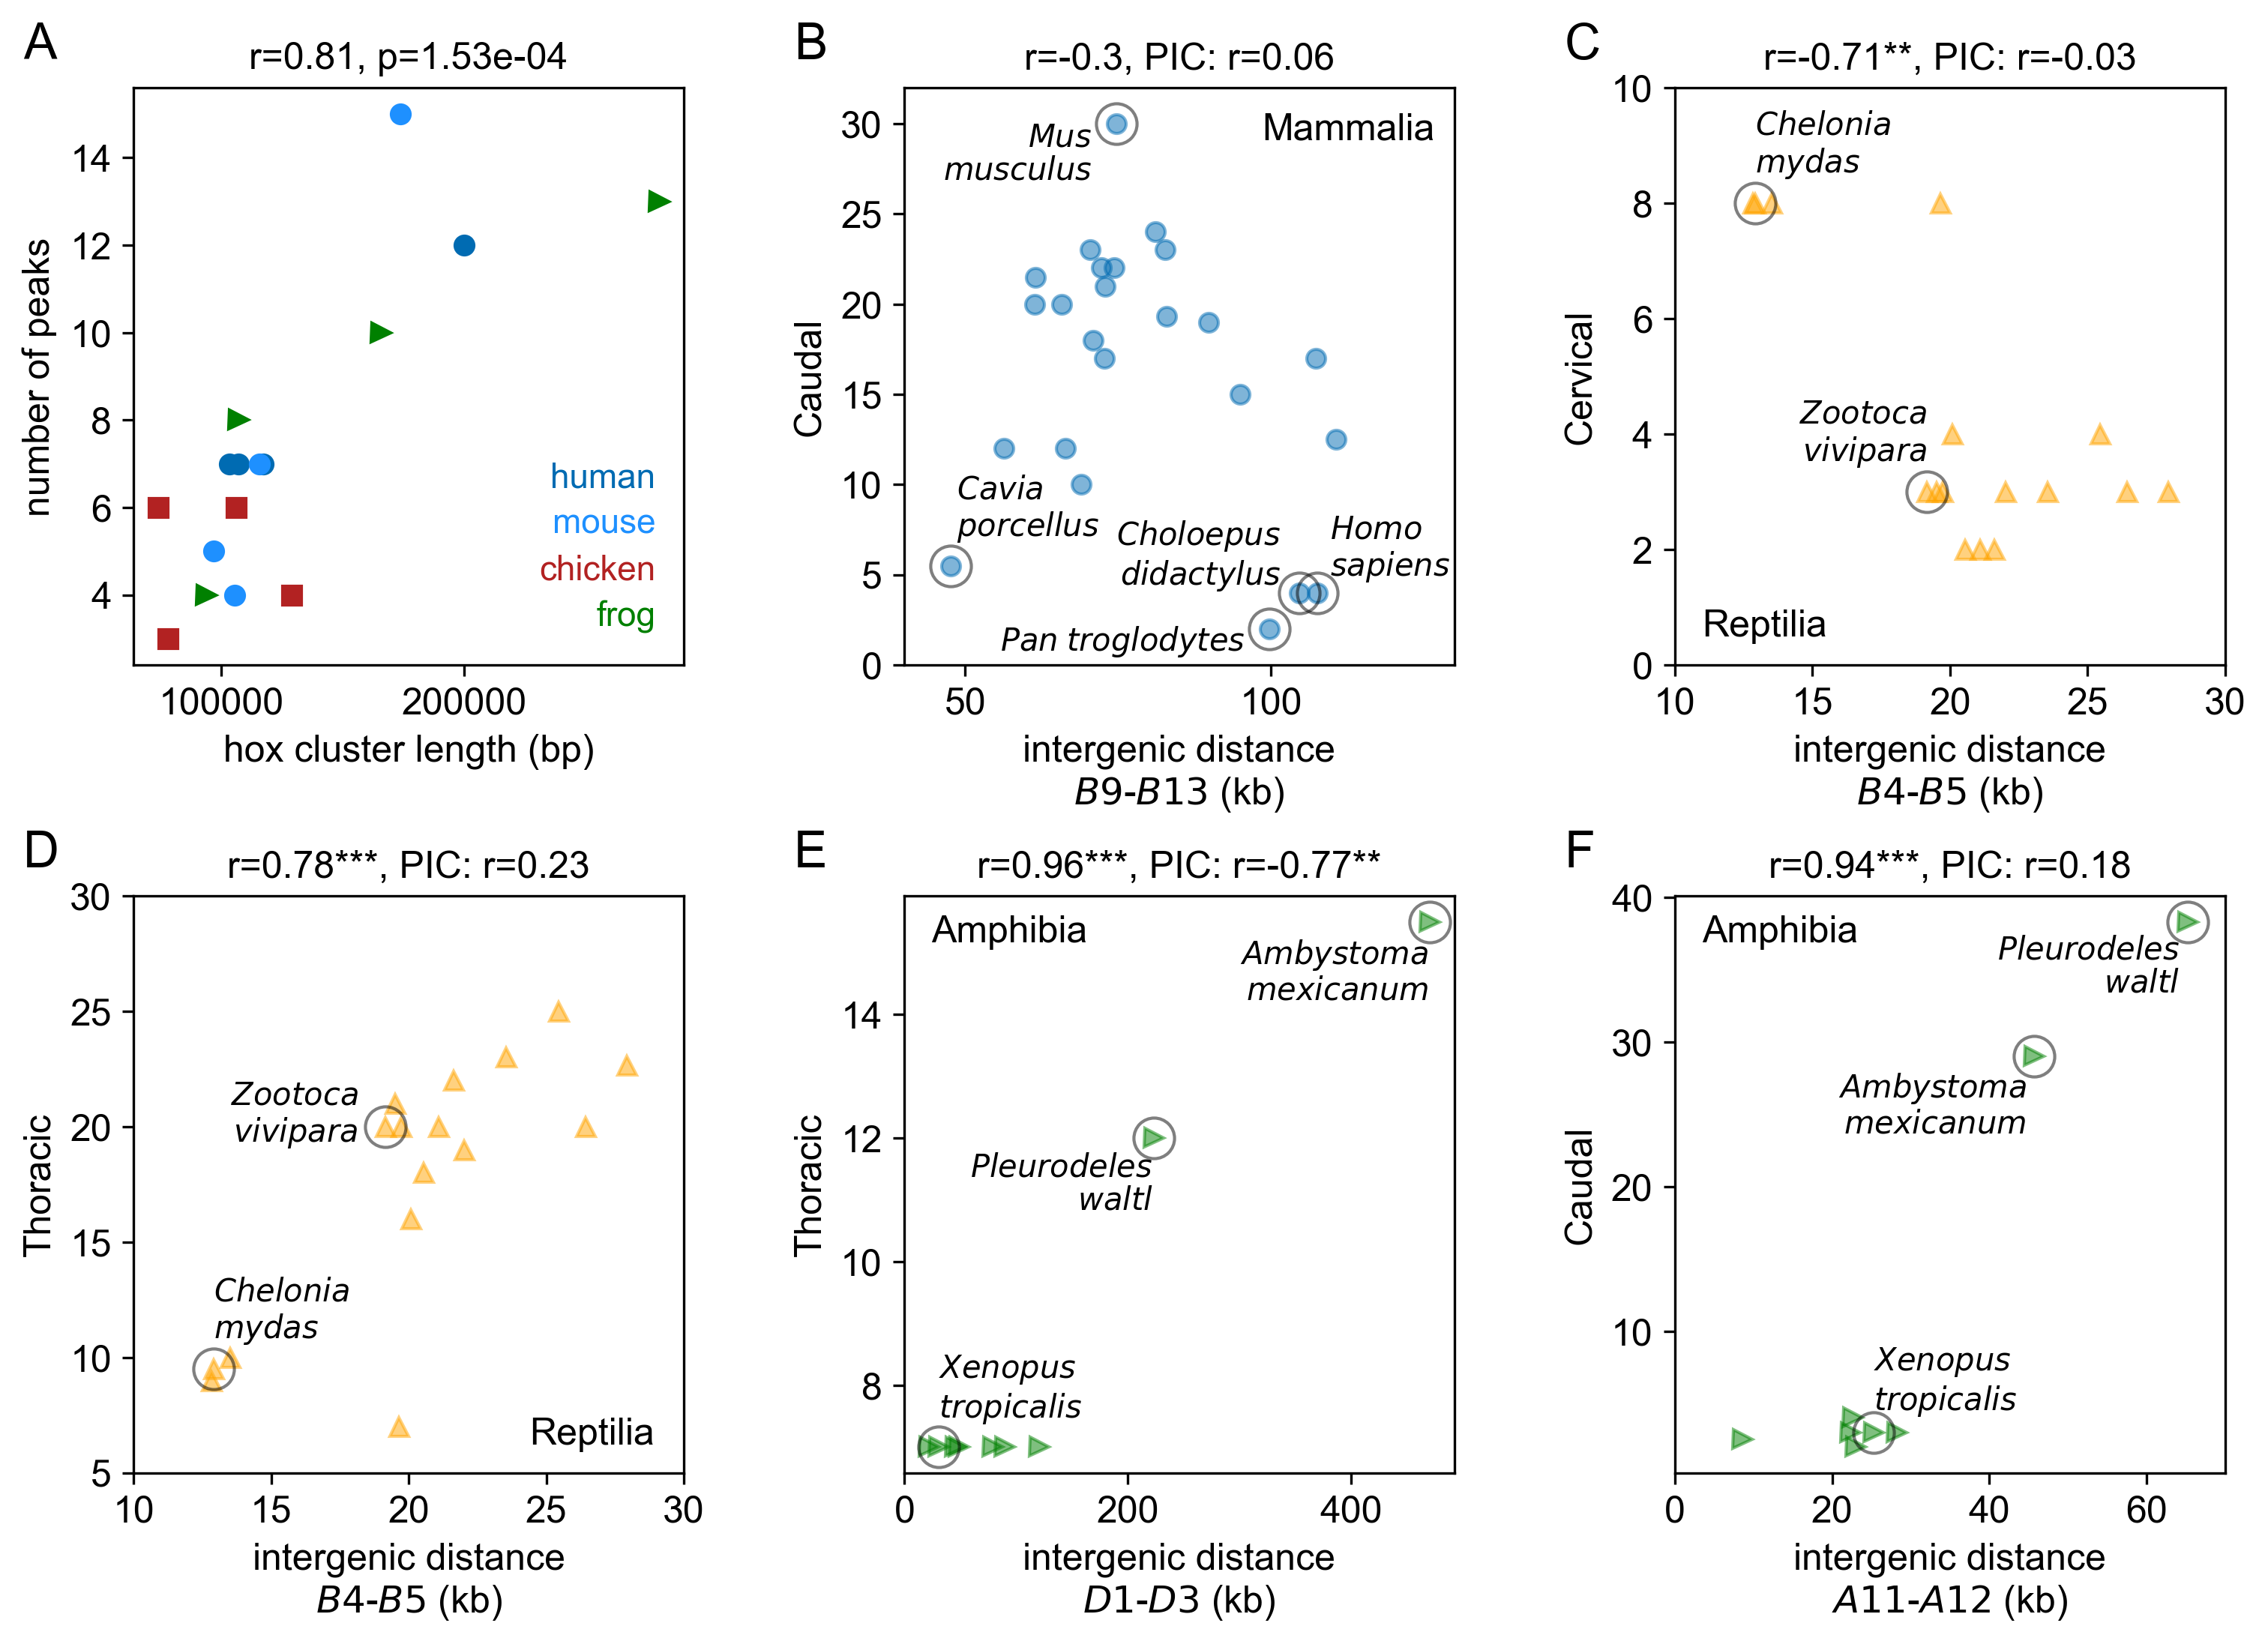 A
r=0.81, p=1.53e-04
14
12
10
8
6
4
number of peaks
human
mouse
chicken
frog
100000
200000
hox cluster length (bp)
B
r=-0.3, PIC: r=0.06
30
25
20
15
10
5
0
Caudal
Mammalia
Mus
musculus
Cavia
porcellus
Choloepus
didactylus
Homo
sapiens
Pan troglodytes
50
100
intergenic distance
B9-B13 (kb)
C
r=-0.71**, PIC: r=-0.03
10
8
6
4
2
0
Cervical
Chelonia
mydas
Zootoca
vivipara
Reptilia
10
15
20
25
30
intergenic distance
B4-B5 (kb)
D
r=0.78***, PIC: r=0.23
30
25
20
15
10
5
Thoracic
Zootoca
vivipara
Chelonia
mydas
Reptilia
10
15
20
25
30
intergenic distance
B4-B5 (kb)
E
r=0.96***, PIC: r=-0.77**
14
12
10
8
Thoracic
Amphibia
Ambystoma
mexicanum
Pleurodeles
waltl
Xenopus
tropicalis
0
200
400
intergenic distance
D1-D3 (kb)
F
r=0.94***, PIC: r=0.18
40
30
20
10
Caudal
Amphibia
Pleurodeles
waltl
Ambystoma
mexicanum
Xenopus
tropicalis
0
20
40
60
intergenic distance
A11-A12 (kb)